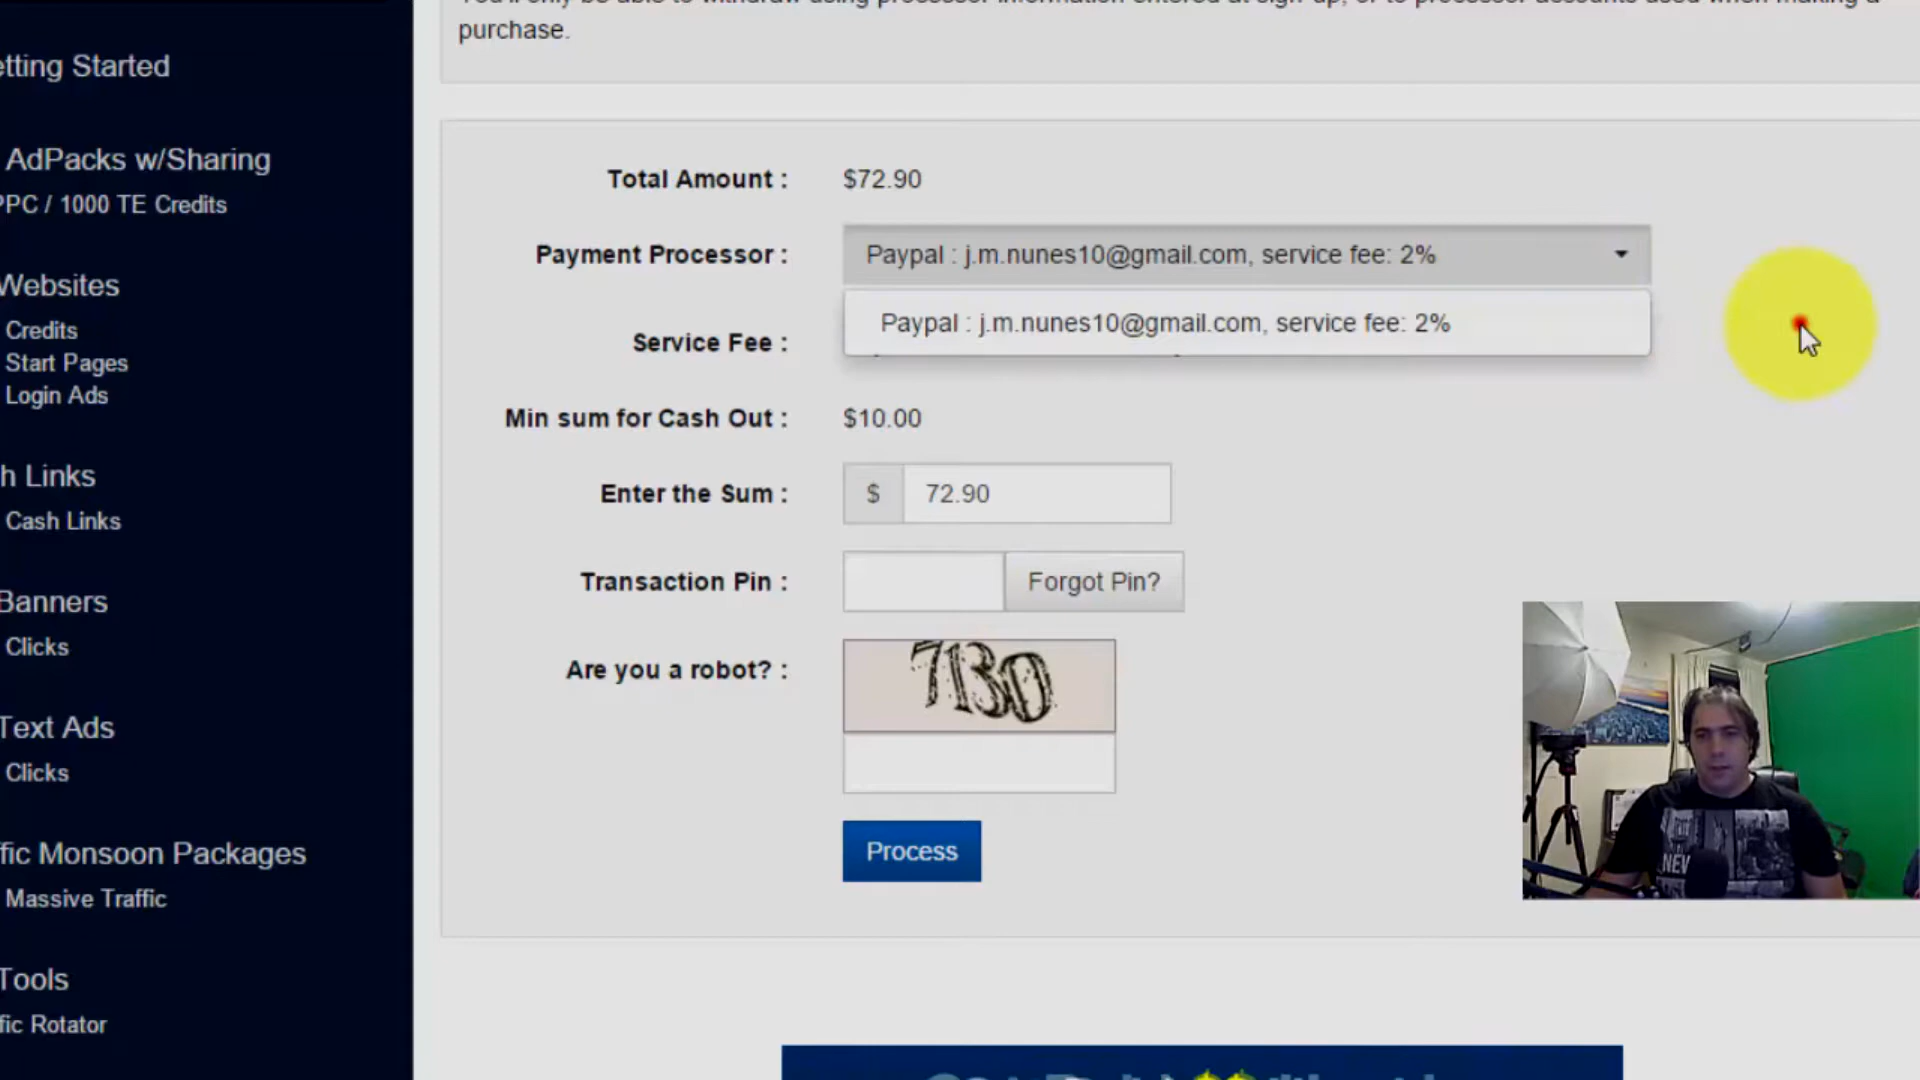 purchase.
etting Started
AdPacks w/Sharing
PPC / 1000 TE Credits
Websites
Credits
Start Pages
Login Ads
h Links
Cash Links
Banners
Clicks
Text Ads
Clicks
ffic Monsoon Packages
Massive Traffic
Tools
ffic Rotator
Total Amount : $72.90
Payment Processor : Paypal : j.m.nunes10@gmail.com, service fee: 2%
Paypal : j.m.nunes10@gmail.com, service fee: 2%
Service Fee :
Min sum for Cash Out : $10.00
Enter the Sum : $ 72.90
Transaction Pin : Forgot Pin?
Are you a robot? : 7130
Process